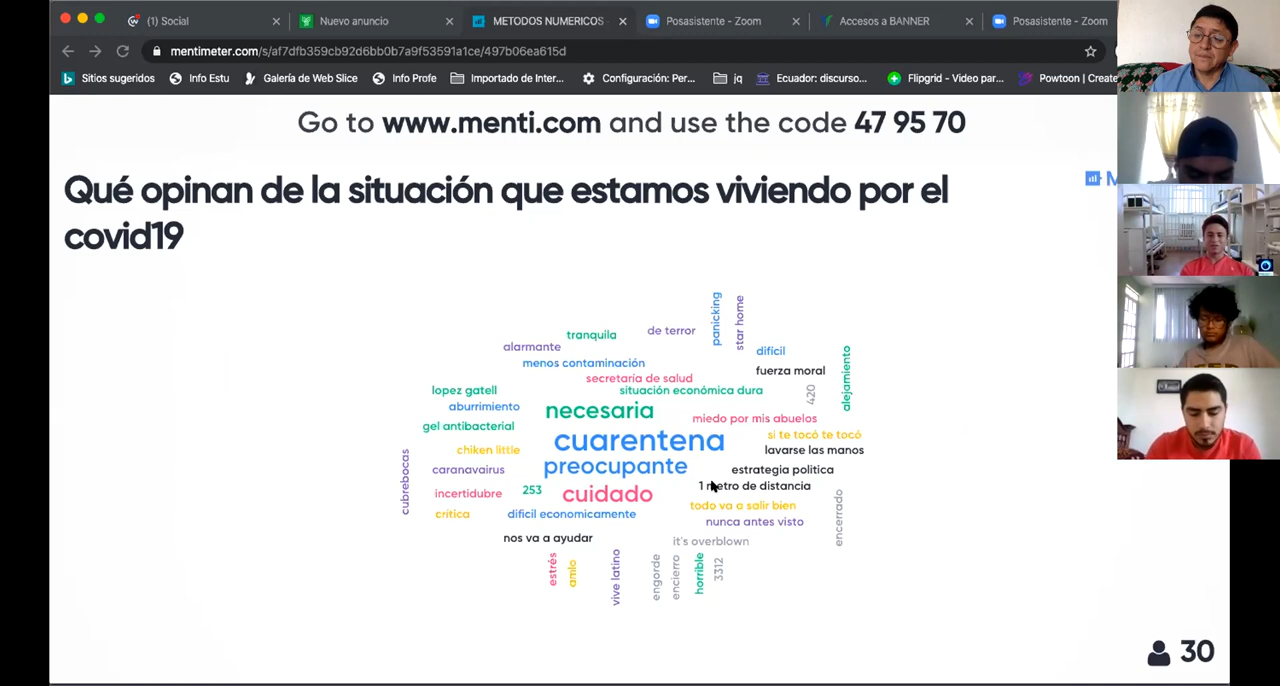 (1) Social
Nuevo anuncio
METODOS NUMERICOS
Posasistente - Zoom
Accesos a BANNER
Posasistente - Zoom
mentimeter.com/s/af7dfb359cb92d6bb0b7a9f53591a1ce/497b06ea615d
Sitios sugeridos
Info Estu
Galería de Web Slice
Info Profe
Importado de Inter...
Configuración: Per...
jq
Ecuador: discurso...
Flipgrid - Video par...
Powtoon | Create
Go to www.menti.com and use the code 47 95 70
Qué opinan de la situación que estamos viviendo por el
covid19
M
panicking
star home
tranquila
de terror
alarmante
difícil
menos contaminación
fuerza moral
secretaria de salud
alejamiento
lopez gatell
situación económica dura
420
aburrimiento
necesaria
miedo por mis abuelos
gel antibacterial
si te tocó te tocó
cuarentena
chiken little
lavarse las manos
caranavairus
preocupante
estrategia politica
cubrebocas
1 metro de distancia
incertidubre
253
cuidado
todo va a salir bien
crítica
dificil economicamente
nunca antes visto
encerrado
nos va a ayudar
it's overblown
estrés
amlo
vive latino
engorde
encierro
horrible
3312
30